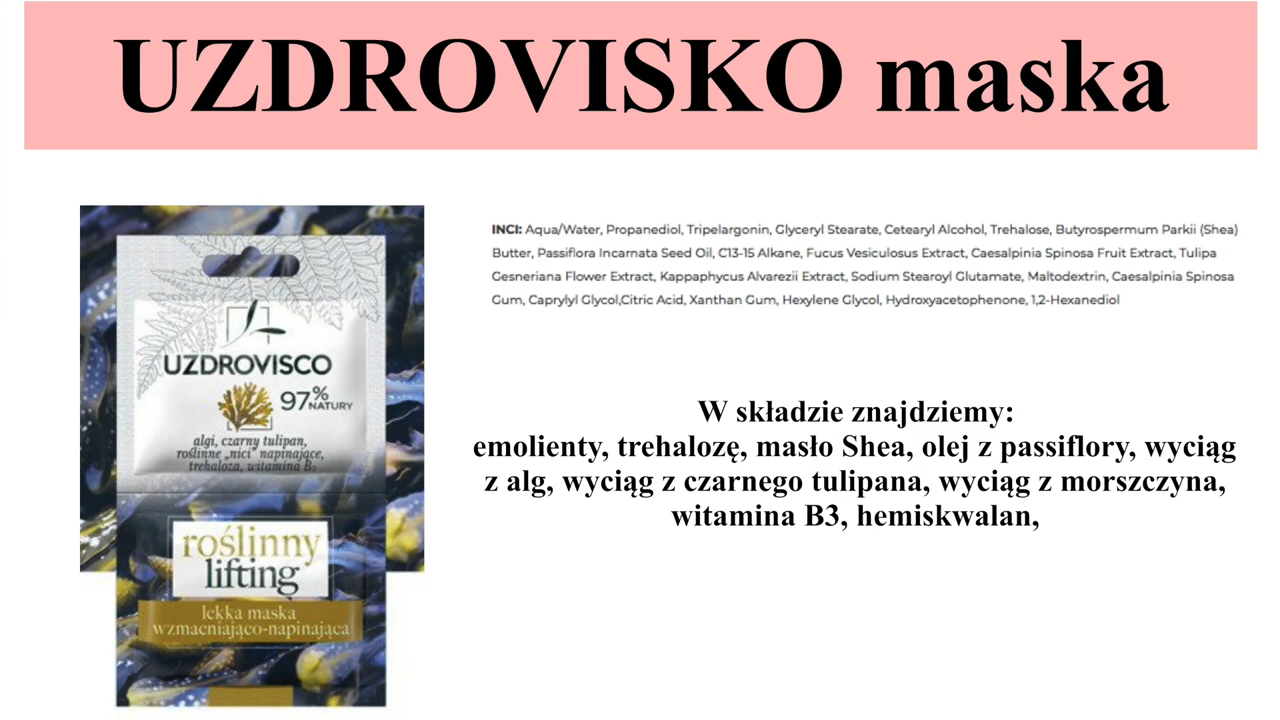 UZDROVISKO maska
INCI: Aqua/Water, Propanediol, Tripelargonin, Glyceryl Stearate, Cetearyl Alcohol, Trehalose, Butyrospermum Parkii (Shea)
Butter, Passiflora Incarnata Seed Oil, C13-15 Alkane, Fucus Vesiculosus Extract, Caesalpinia Spinosa Fruit Extract, Tulipa
Gesneriana Flower Extract, Kappaphycus Alvarezii Extract, Sodium Stearoyl Glutamate, Maltodextrin, Caesalpinia Spinosa
Gum, Caprylyl Glycol,Citric Acid, Xanthan Gum, Hexylene Glycol, Hydroxyacetophenone, 1,2-Hexanediol
UZDROVISCO
97% NATURY
algi, czarny tulipan,
roślinne „nici” napinające,
trehaloza, witamina B₃
roślinny
lifting
lekka maska
wzmacniająco-napinająca
W składzie znajdziemy:
emolienty, trehalozę, masło Shea, olej z passiflory, wyciąg
z alg, wyciąg z czarnego tulipana, wyciąg z morszczyna,
witamina B3, hemiskwalan,